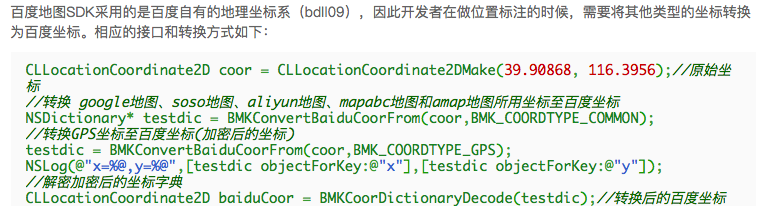 百度地图SDK采用的是百度自有的地理坐标系（bdll09），因此开发者在做位置标注的时候，需要将其他类型的坐标转换
为百度坐标。相应的接口和转换方式如下：
CLLocationCoordinate2D coor = CLLocationCoordinate2DMake(39.90868, 116.3956);//原始坐
标
//转换 google地图、soso地图、aliyun地图、mapabc地图和amap地图所用坐标至百度坐标
NSDictionary* testdic = BMKConvertBaiduCoorFrom(coor,BMK_COORDTYPE_COMMON);
//转换GPS坐标至百度坐标(加密后的坐标)
testdic = BMKConvertBaiduCoorFrom(coor,BMK_COORDTYPE_GPS);
NSLog(@"x=%@,y=%@",[testdic objectForKey:@"x"],[testdic objectForKey:@"y"]);
//解密加密后的坐标字典
CLLocationCoordinate2D baiduCoor = BMKCoorDictionaryDecode(testdic);//转换后的百度坐标